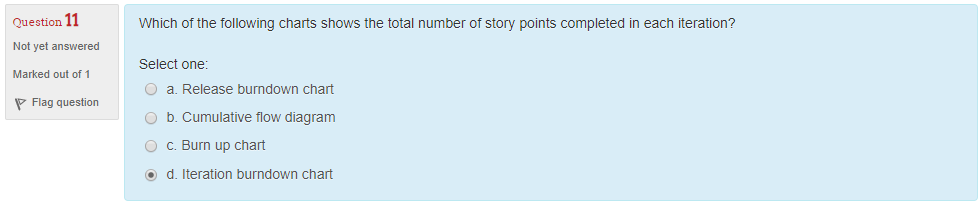 Question 11
Not yet answered
Marked out of 1
Flag question
Which of the following charts shows the total number of story points completed in each iteration?
Select one:
a. Release burndown chart
b. Cumulative flow diagram
c. Burn up chart
d. Iteration burndown chart